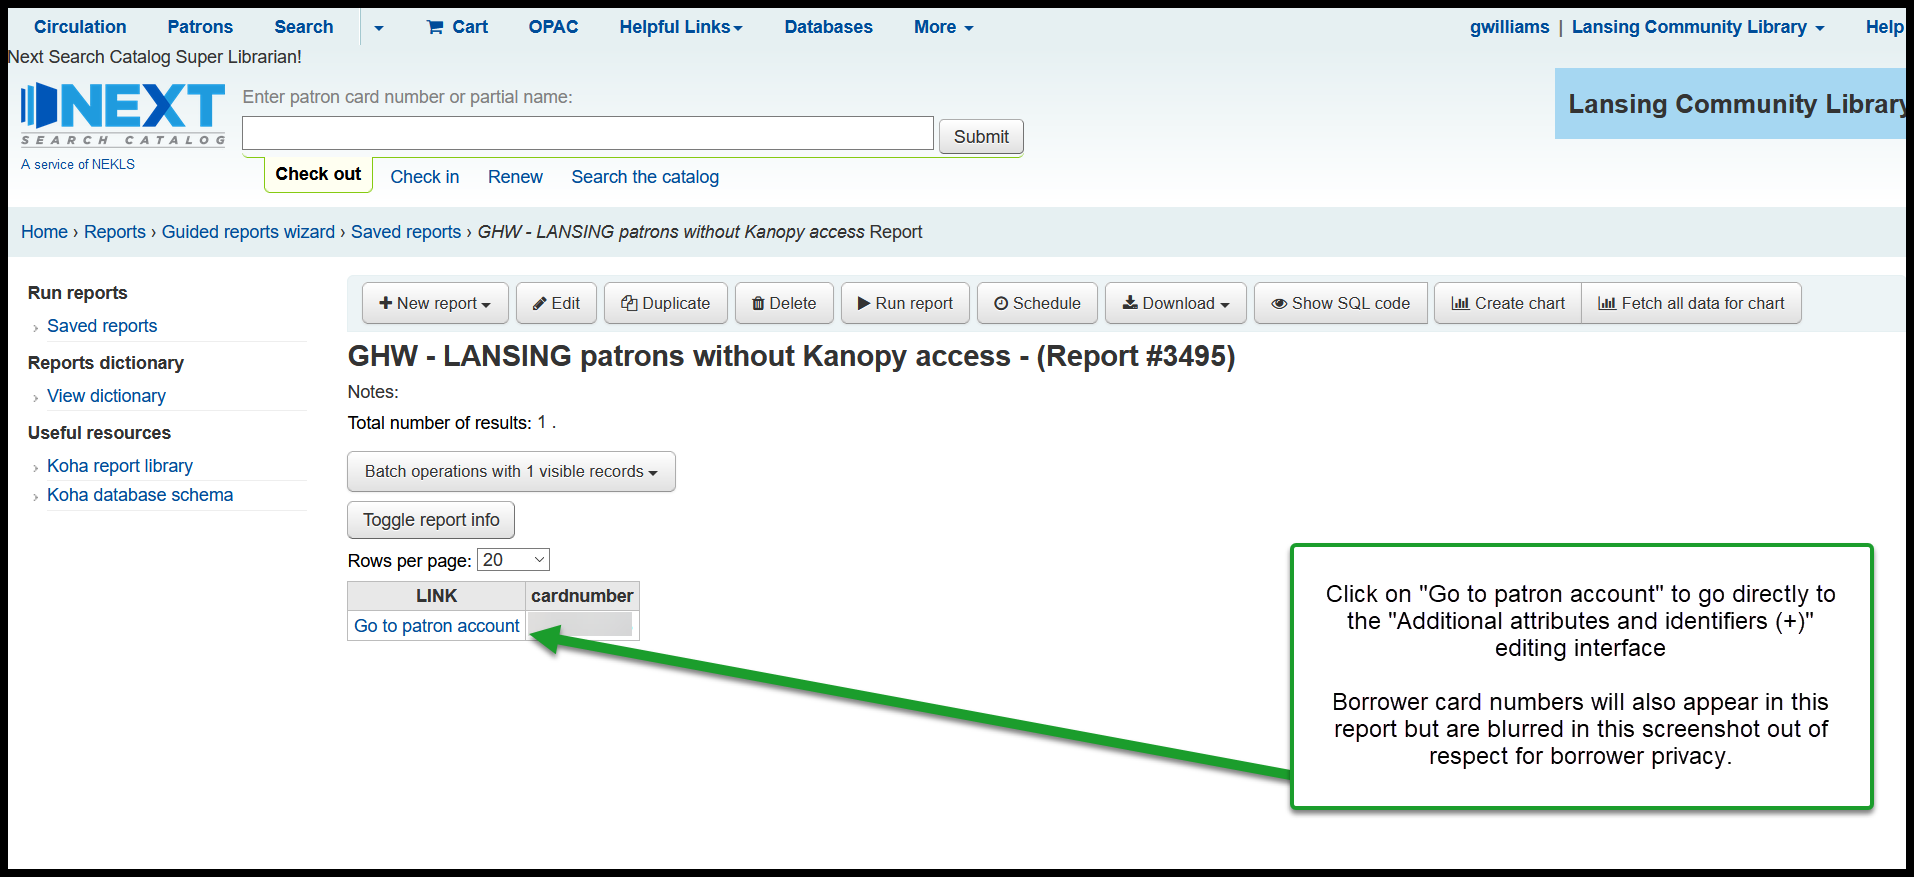 Circulation Patrons Search Cart OPAC Helpful Links Databases More gwilliams | Lansing Community Library Help
Next Search Catalog Super Librarian!
NEXT
SEARCH CATALOG
A service of NEKLS
Enter patron card number or partial name:
Submit
Check out Check in Renew Search the catalog
Lansing Community Library
Home › Reports › Guided reports wizard › Saved reports › GHW - LANSING patrons without Kanopy access Report
Run reports
Saved reports
Reports dictionary
View dictionary
Useful resources
Koha report library
Koha database schema
New report Edit Duplicate Delete Run report Schedule Download Show SQL code Create chart Fetch all data for chart
GHW - LANSING patrons without Kanopy access - (Report #3495)
Notes:
Total number of results: 1 .
Batch operations with 1 visible records
Toggle report info
Rows per page: 20
LINK cardnumber
Go to patron account
Click on "Go to patron account" to go directly to
the "Additional attributes and identifiers (+)"
editing interface
Borrower card numbers will also appear in this
report but are blurred in this screenshot out of
respect for borrower privacy.